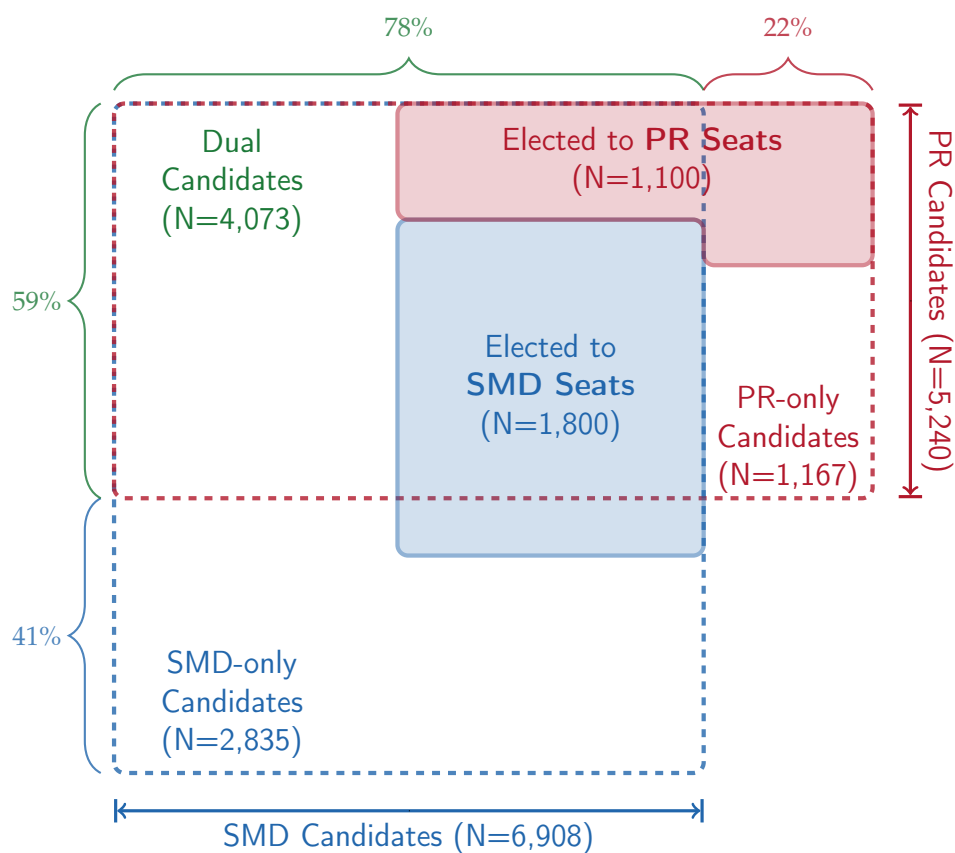 78%
22%
Dual
Candidates
(N=4,073)
Elected to PR Seats
(N=1,100)
PR Candidates (N=5,240)
59%
Elected to
SMD Seats
(N=1,800)
PR-only
Candidates
(N=1,167)
41%
SMD-only
Candidates
(N=2,835)
SMD Candidates (N=6,908)